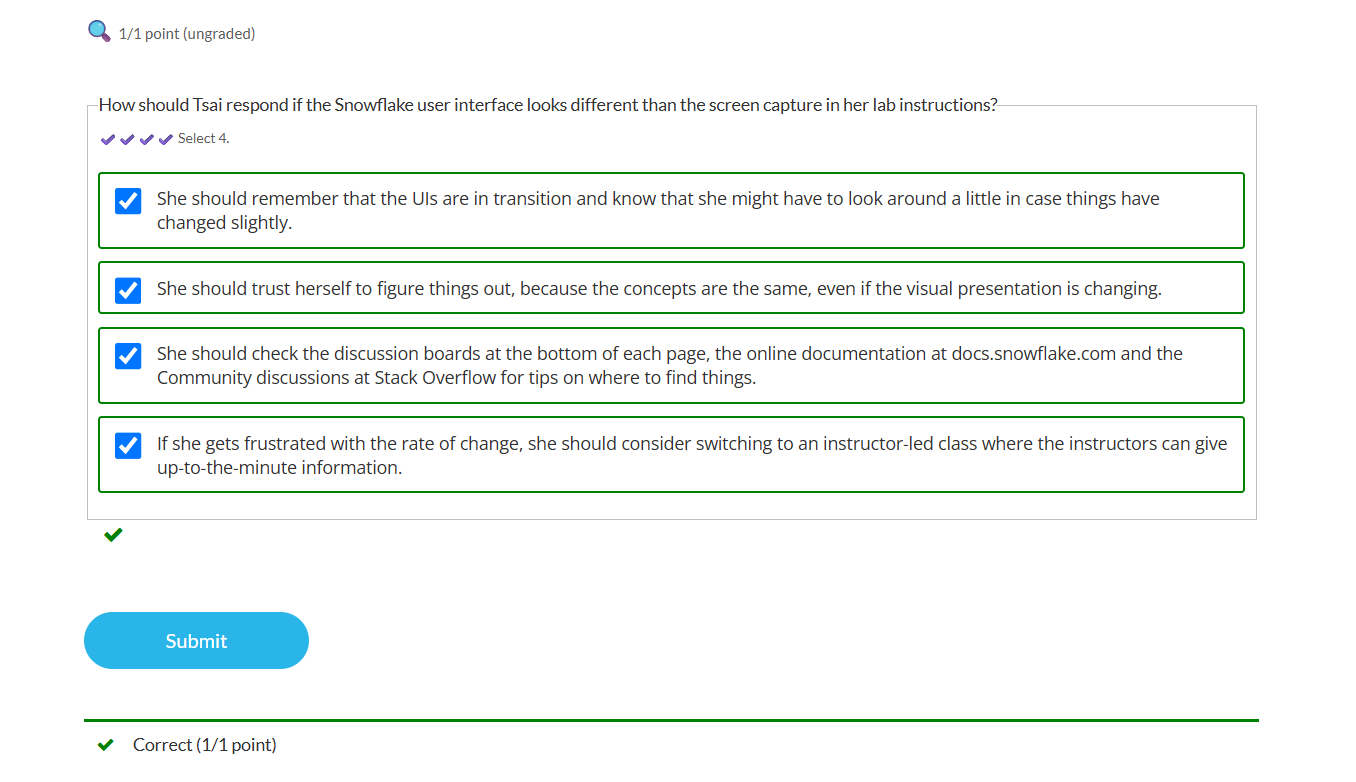 1/1 point (ungraded)
How should Tsai respond if the Snowflake user interface looks different than the screen capture in her lab instructions?
Select 4.
She should remember that the UIs are in transition and know that she might have to look around a little in case things have
changed slightly.
She should trust herself to figure things out, because the concepts are the same, even if the visual presentation is changing.
She should check the discussion boards at the bottom of each page, the online documentation at docs.snowflake.com and the
Community discussions at Stack Overflow for tips on where to find things.
If she gets frustrated with the rate of change, she should consider switching to an instructor-led class where the instructors can give
up-to-the-minute information.
Submit
Correct (1/1 point)